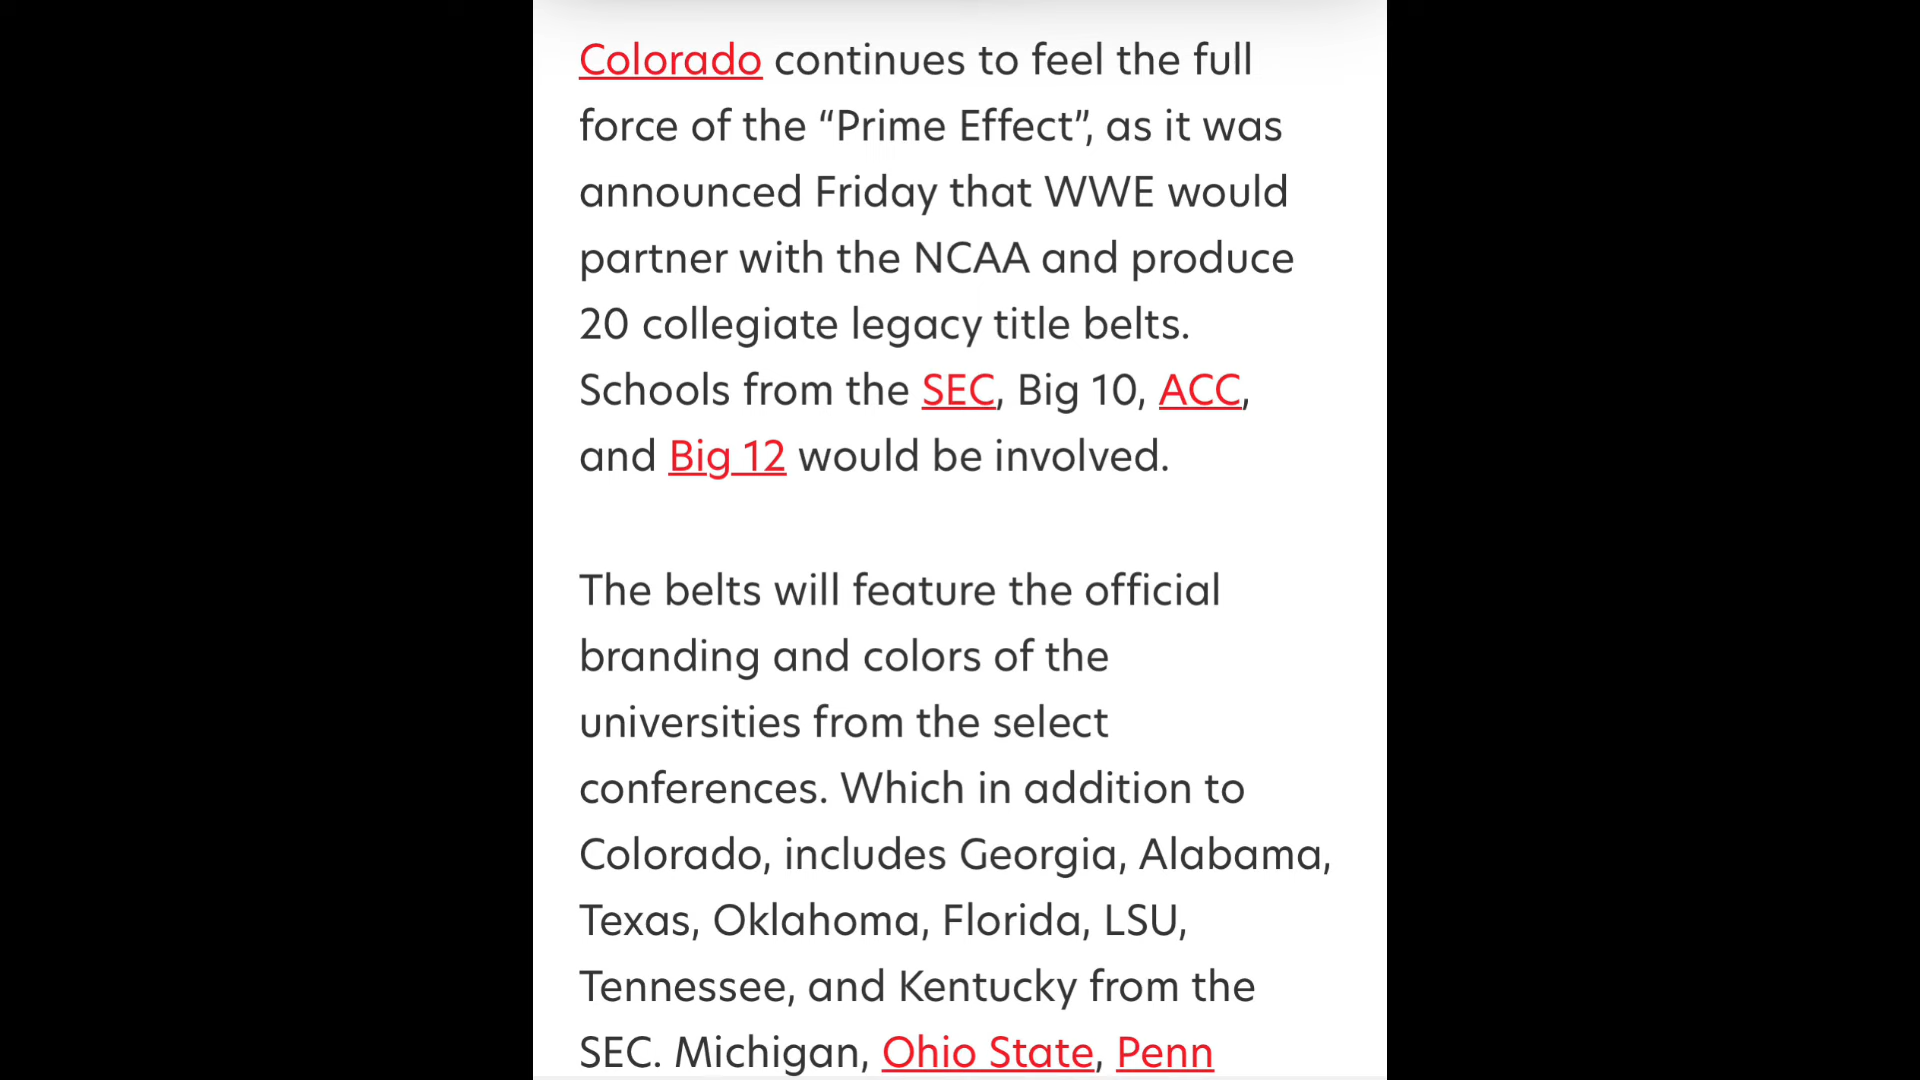 Colorado continues to feel the full
force of the “Prime Effect”, as it was
announced Friday that WWE would
partner with the NCAA and produce
20 collegiate legacy title belts.
Schools from the SEC, Big 10, ACC,
and Big 12 would be involved.
The belts will feature the official
branding and colors of the
universities from the select
conferences. Which in addition to
Colorado, includes Georgia, Alabama,
Texas, Oklahoma, Florida, LSU,
Tennessee, and Kentucky from the
SEC. Michigan, Ohio State, Penn